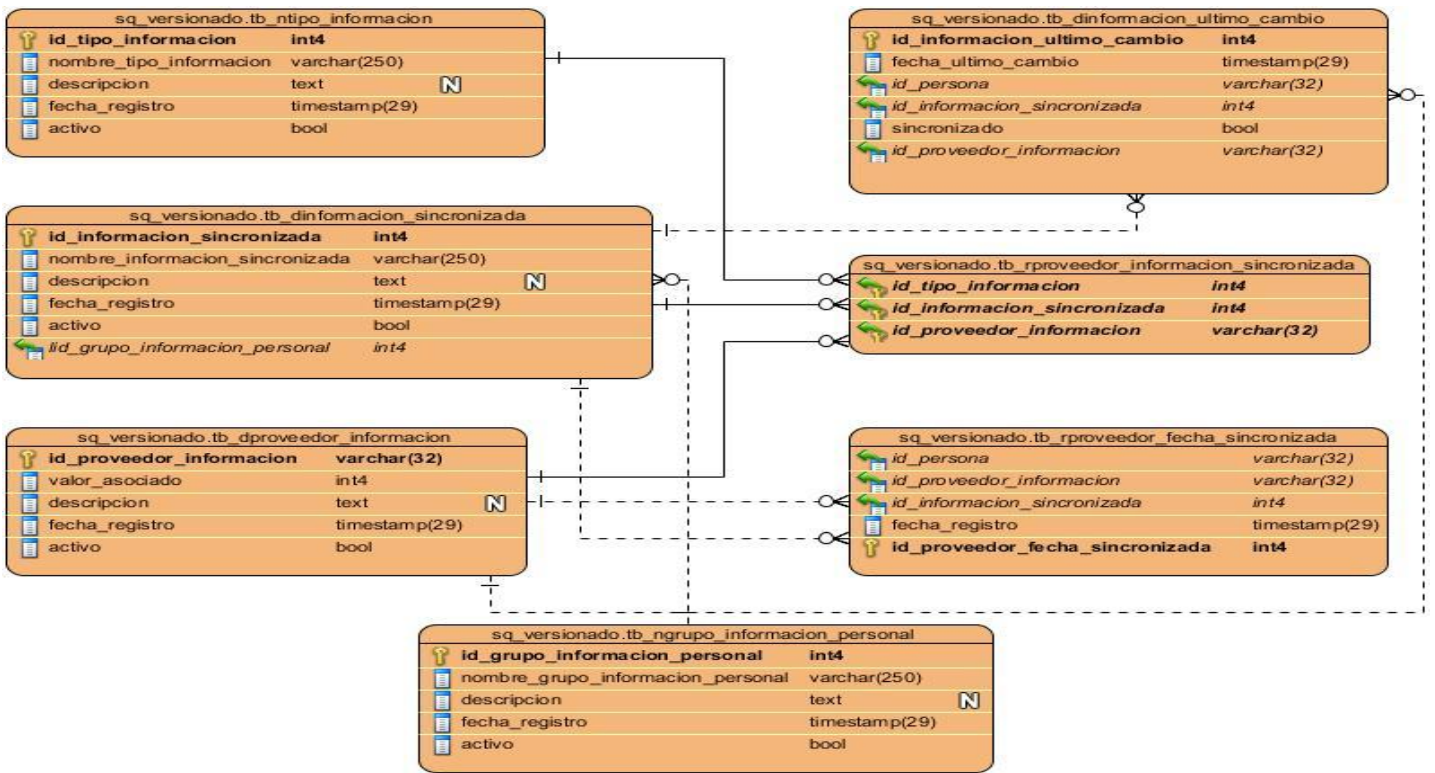 sq_versionado.tb_ntipo_informacion
id_tipo_informacion int4
nombre_tipo_informacion varchar(250)
descripcion text N
fecha_registro timestamp(29)
activo bool
sq_versionado.tb_dinformacion_ultimo_cambio
id_informacion_ultimo_cambio int4
fecha_ultimo_cambio timestamp(29)
id_persona varchar(32)
id_informacion_sincronizada int4
sincronizado bool
id_proveedor_informacion varchar(32)
sq_versionado.tb_dinformacion_sincronizada
id_informacion_sincronizada int4
nombre_informacion_sincronizada varchar(250)
descripcion text N
fecha_registro timestamp(29)
activo bool
lid_grupo_informacion_personal int4
sq_versionado.tb_rproveedor_informacion_sincronizada
id_tipo_informacion int4
id_informacion_sincronizada int4
id_proveedor_informacion varchar(32)
sq_versionado.tb_dproveedor_informacion
id_proveedor_informacion varchar(32)
valor_asociado int4
descripcion text N
fecha_registro timestamp(29)
activo bool
sq_versionado.tb_rproveedor_fecha_sincronizada
id_persona varchar(32)
id_proveedor_informacion varchar(32)
id_informacion_sincronizada int4
fecha_registro timestamp(29)
id_proveedor_fecha_sincronizada int4
sq_versionado.tb_ngrupo_informacion_personal
id_grupo_informacion_personal int4
nombre_grupo_informacion_personal varchar(250)
descripcion text N
fecha_registro timestamp(29)
activo bool